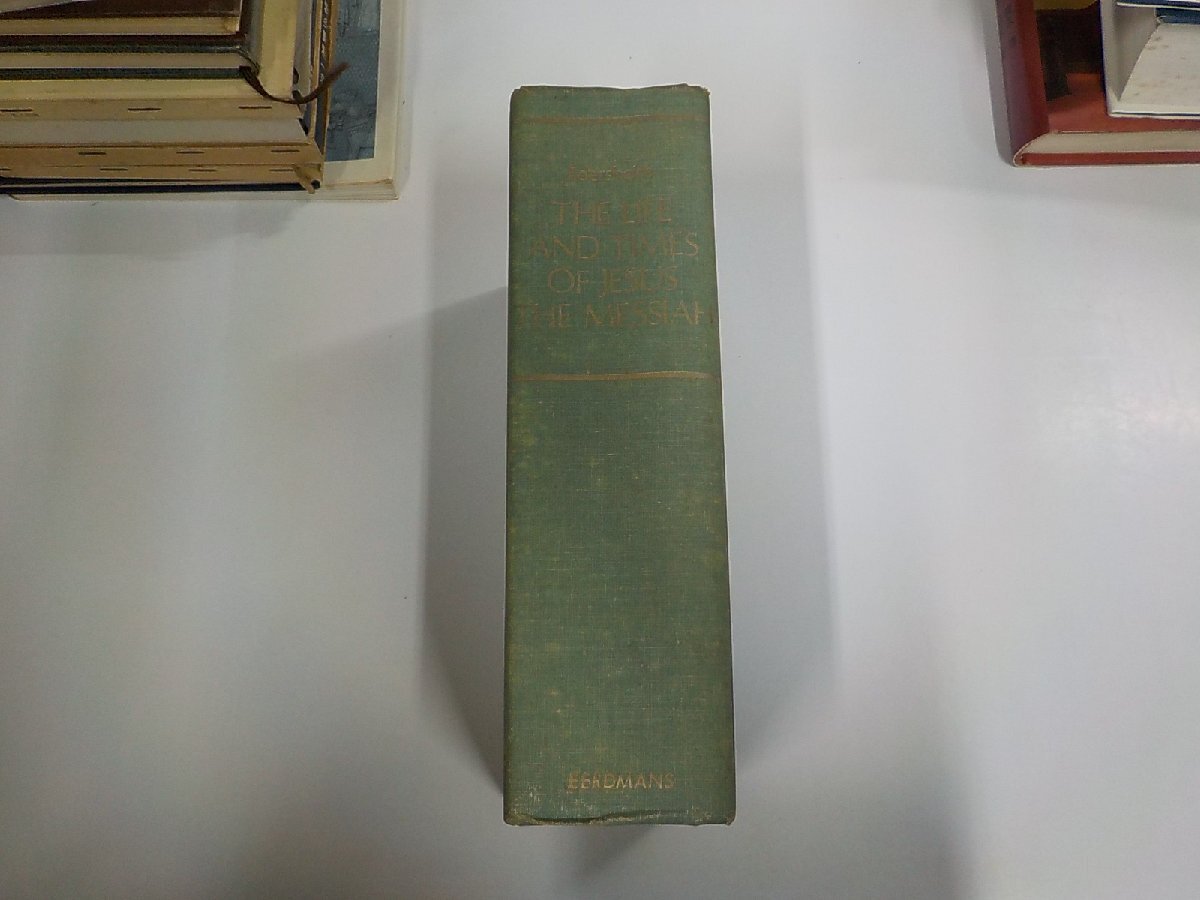 Edersheim
THE LIFE
AND TIMES
OF JESUS
THE MESSIAH
EERDMANS